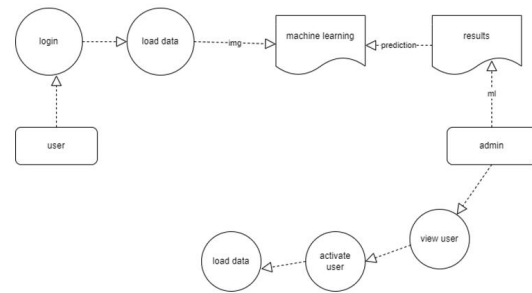 login
load data
img
machine learning
prediction
results
ml
user
admin
view user
activate
user
load data